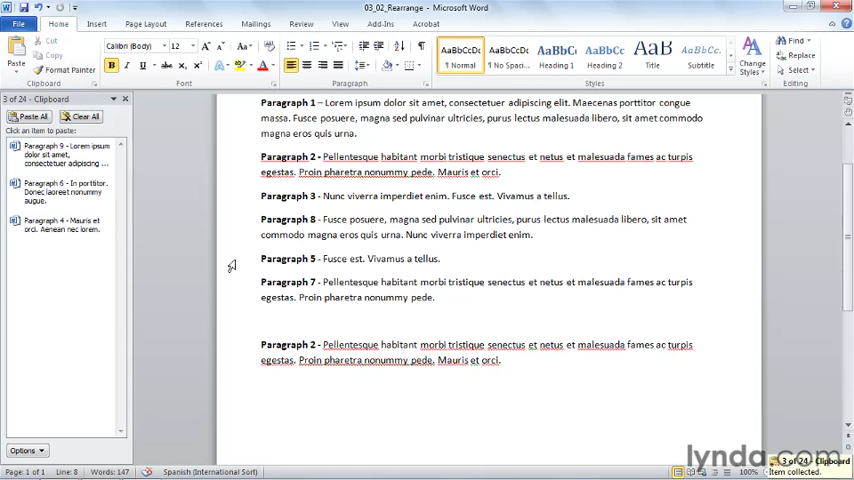 03_02_Rearrange - Microsoft Word
File Home Insert Page Layout References Mailings Review View Add-Ins Acrobat
Paste Cut Copy Format Painter
Calibri (Body) 12
AaBbCcDc AaBbCcDc AaBbCc AaBbCc AaB AaBbCc.
¶ Normal ¶ No Spac... Heading 1 Heading 2 Title Subtitle
Change Styles
Find Replace Select
Clipboard Font Paragraph Styles Editing
3 of 24 - Clipboard
Paste All Clear All
Click an item to paste:
Paragraph 9 - Lorem ipsum
dolor sit amet,
consectetuer adipiscing ...
Paragraph 6 - In porttitor.
Donec laoreet nonummy
augue.
Paragraph 4 - Mauris et
orci. Aenean nec lorem.
Options
Paragraph 1 – Lorem ipsum dolor sit amet, consectetuer adipiscing elit. Maecenas porttitor congue
massa. Fusce posuere, magna sed pulvinar ultricies, purus lectus malesuada libero, sit amet commodo
magna eros quis urna.
Paragraph 2 - Pellentesque habitant morbi tristique senectus et netus et malesuada fames ac turpis
egestas. Proin pharetra nonummy pede. Mauris et orci.
Paragraph 3 - Nunc viverra imperdiet enim. Fusce est. Vivamus a tellus.
Paragraph 8 - Fusce posuere, magna sed pulvinar ultricies, purus lectus malesuada libero, sit amet
commodo magna eros quis urna. Nunc viverra imperdiet enim.
Paragraph 5 - Fusce est. Vivamus a tellus.
Paragraph 7 - Pellentesque habitant morbi tristique senectus et netus et malesuada fames ac turpis
egestas. Proin pharetra nonummy pede.
Paragraph 2 - Pellentesque habitant morbi tristique senectus et netus et malesuada fames ac turpis
egestas. Proin pharetra nonummy pede. Mauris et orci.
lynda.com
3 of 24 - Clipboard
Item collected.
Page: 1 of 1 Line: 8 Words: 147 Spanish (International Sort) 100%